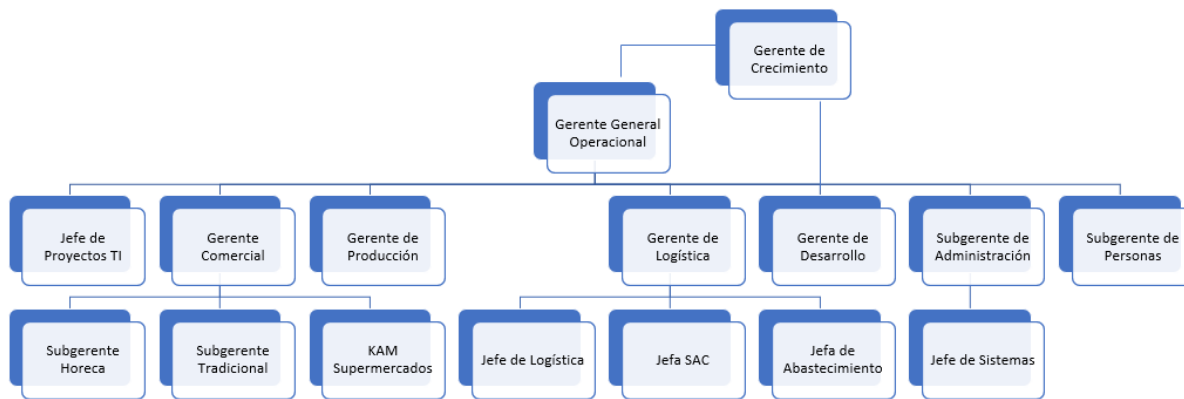 Gerente de
Crecimiento
Gerente General
Operacional
Jefe de
Proyectos TI
Gerente
Comercial
Gerente de
Producción
Gerente de
Logística
Gerente de
Desarrollo
Subgerente de
Administración
Subgerente de
Personas
Subgerente
Horeca
Subgerente
Tradicional
KAM
Supermercados
Jefe de Logística
Jefa SAC
Jefa de
Abastecimiento
Jefe de Sistemas